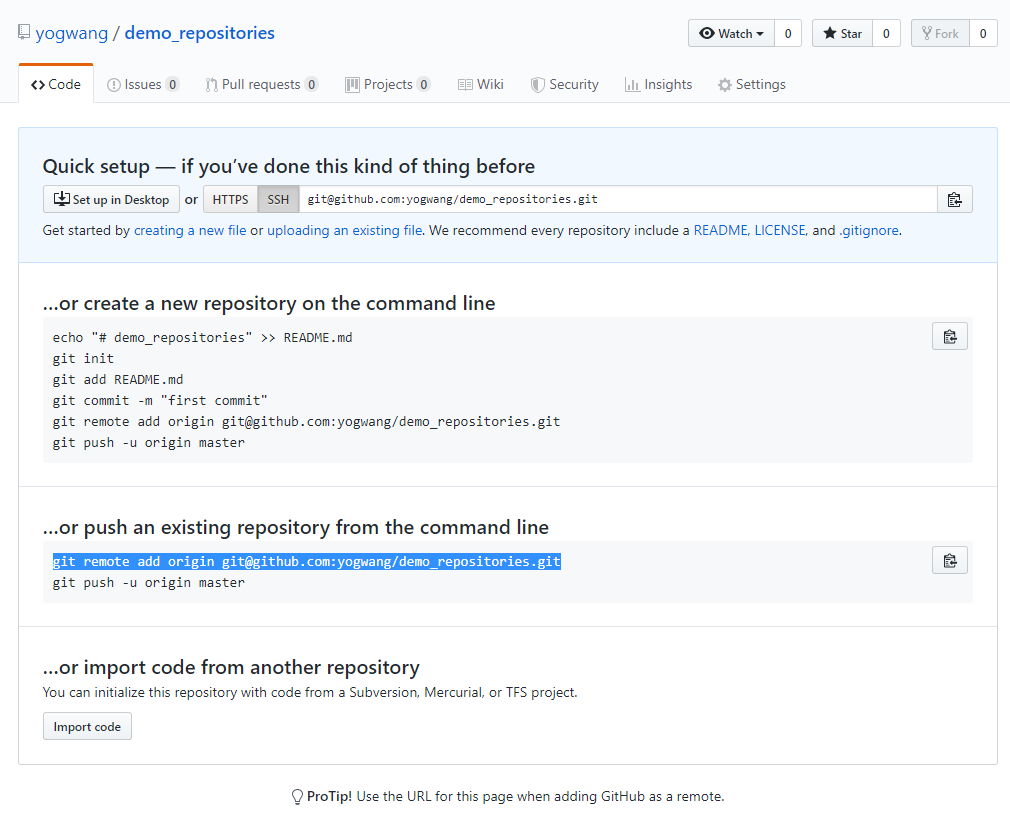 yogwang / demo_repositories
Watch 0 Star 0 Fork 0
Code Issues 0 Pull requests 0 Projects 0 Wiki Security Insights Settings
Quick setup — if you’ve done this kind of thing before
Set up in Desktop or HTTPS SSH git@github.com:yogwang/demo_repositories.git
Get started by creating a new file or uploading an existing file. We recommend every repository include a README, LICENSE, and .gitignore.
…or create a new repository on the command line
echo "# demo_repositories" >> README.md
git init
git add README.md
git commit -m "first commit"
git remote add origin git@github.com:yogwang/demo_repositories.git
git push -u origin master
…or push an existing repository from the command line
git remote add origin git@github.com:yogwang/demo_repositories.git
git push -u origin master
…or import code from another repository
You can initialize this repository with code from a Subversion, Mercurial, or TFS project.
Import code
ProTip! Use the URL for this page when adding GitHub as a remote.